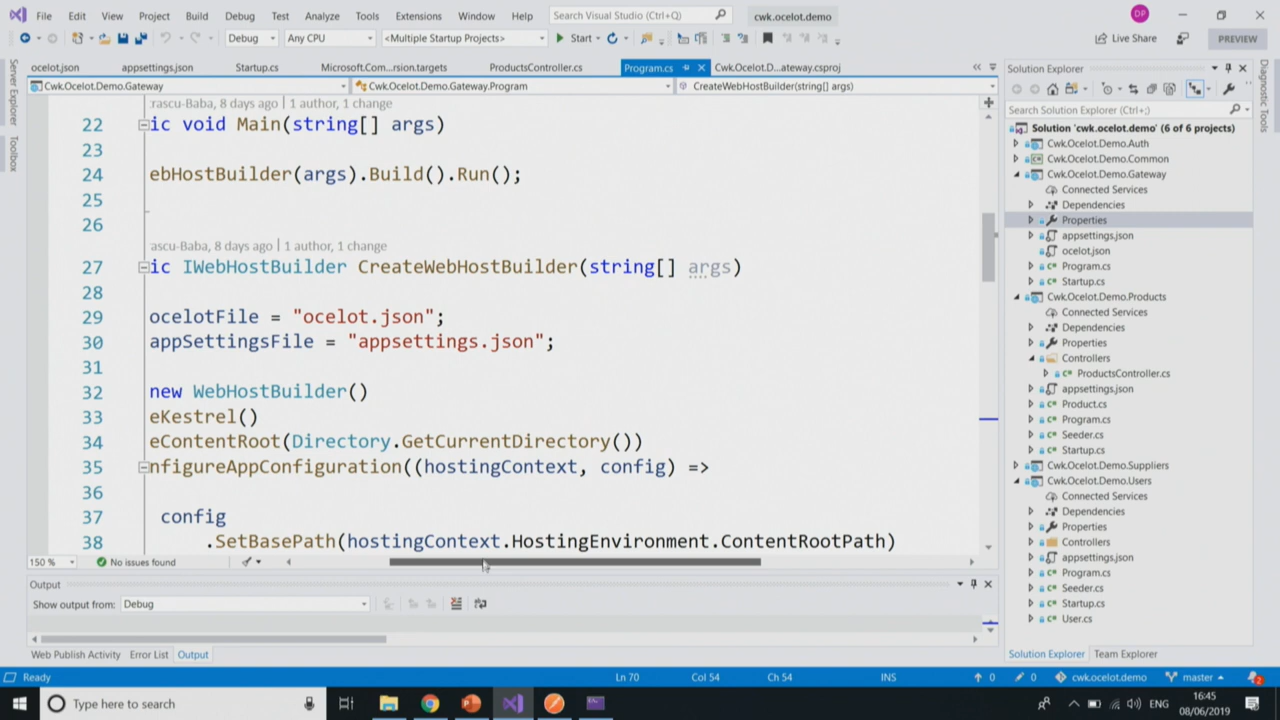 File Edit View Project Build Debug Test Analyze Tools Extensions Window Help Search Visual Studio (Ctrl+Q) cwk.ocelot.demo DP
Debug Any CPU <Multiple Startup Projects> Start Live Share PREVIEW
ocelot.json appsettings.json Startup.cs Microsoft.Com...rsion.targets ProductsController.cs Program.cs Cwk.Ocelot.D...ateway.csproj
Cwk.Ocelot.Demo.Gateway Cwk.Ocelot.Demo.Gateway.Program CreateWebHostBuilder(string[] args)
Server Explorer
Toolbox
rascu-Baba, 8 days ago | 1 author, 1 change
22 ic void Main(string[] args)
23
24 ebHostBuilder(args).Build().Run();
25
26
ascu-Baba, 8 days ago | 1 author, 1 change
27 ic IWebHostBuilder CreateWebHostBuilder(string[] args)
28
29 ocelotFile = "ocelot.json";
30 appSettingsFile = "appsettings.json";
31
32 new WebHostBuilder()
33 eKestrel()
34 eContentRoot(Directory.GetCurrentDirectory())
35 nfigureAppConfiguration((hostingContext, config) =>
36
37 config
38 .SetBasePath(hostingContext.HostingEnvironment.ContentRootPath)
150 % No issues found
Output
Show output from: Debug
Web Publish Activity Error List Output
Solution Explorer
Search Solution Explorer (Ctrl+;)
Solution 'cwk.ocelot.demo' (6 of 6 projects)
Cwk.Ocelot.Demo.Auth
Cwk.Ocelot.Demo.Common
Cwk.Ocelot.Demo.Gateway
Connected Services
Dependencies
Properties
appsettings.json
ocelot.json
Program.cs
Startup.cs
Cwk.Ocelot.Demo.Products
Connected Services
Dependencies
Properties
Controllers
ProductsController.cs
appsettings.json
Product.cs
Program.cs
Seeder.cs
Startup.cs
Cwk.Ocelot.Demo.Suppliers
Cwk.Ocelot.Demo.Users
Connected Services
Dependencies
Properties
Controllers
appsettings.json
Program.cs
Seeder.cs
Startup.cs
User.cs
Solution Explorer Team Explorer
Diagnostic Tools
Ready Ln 70 Col 54 Ch 54 INS 0 0 cwk.ocelot.demo master 2
Type here to search ENG 16:45
08/06/2019